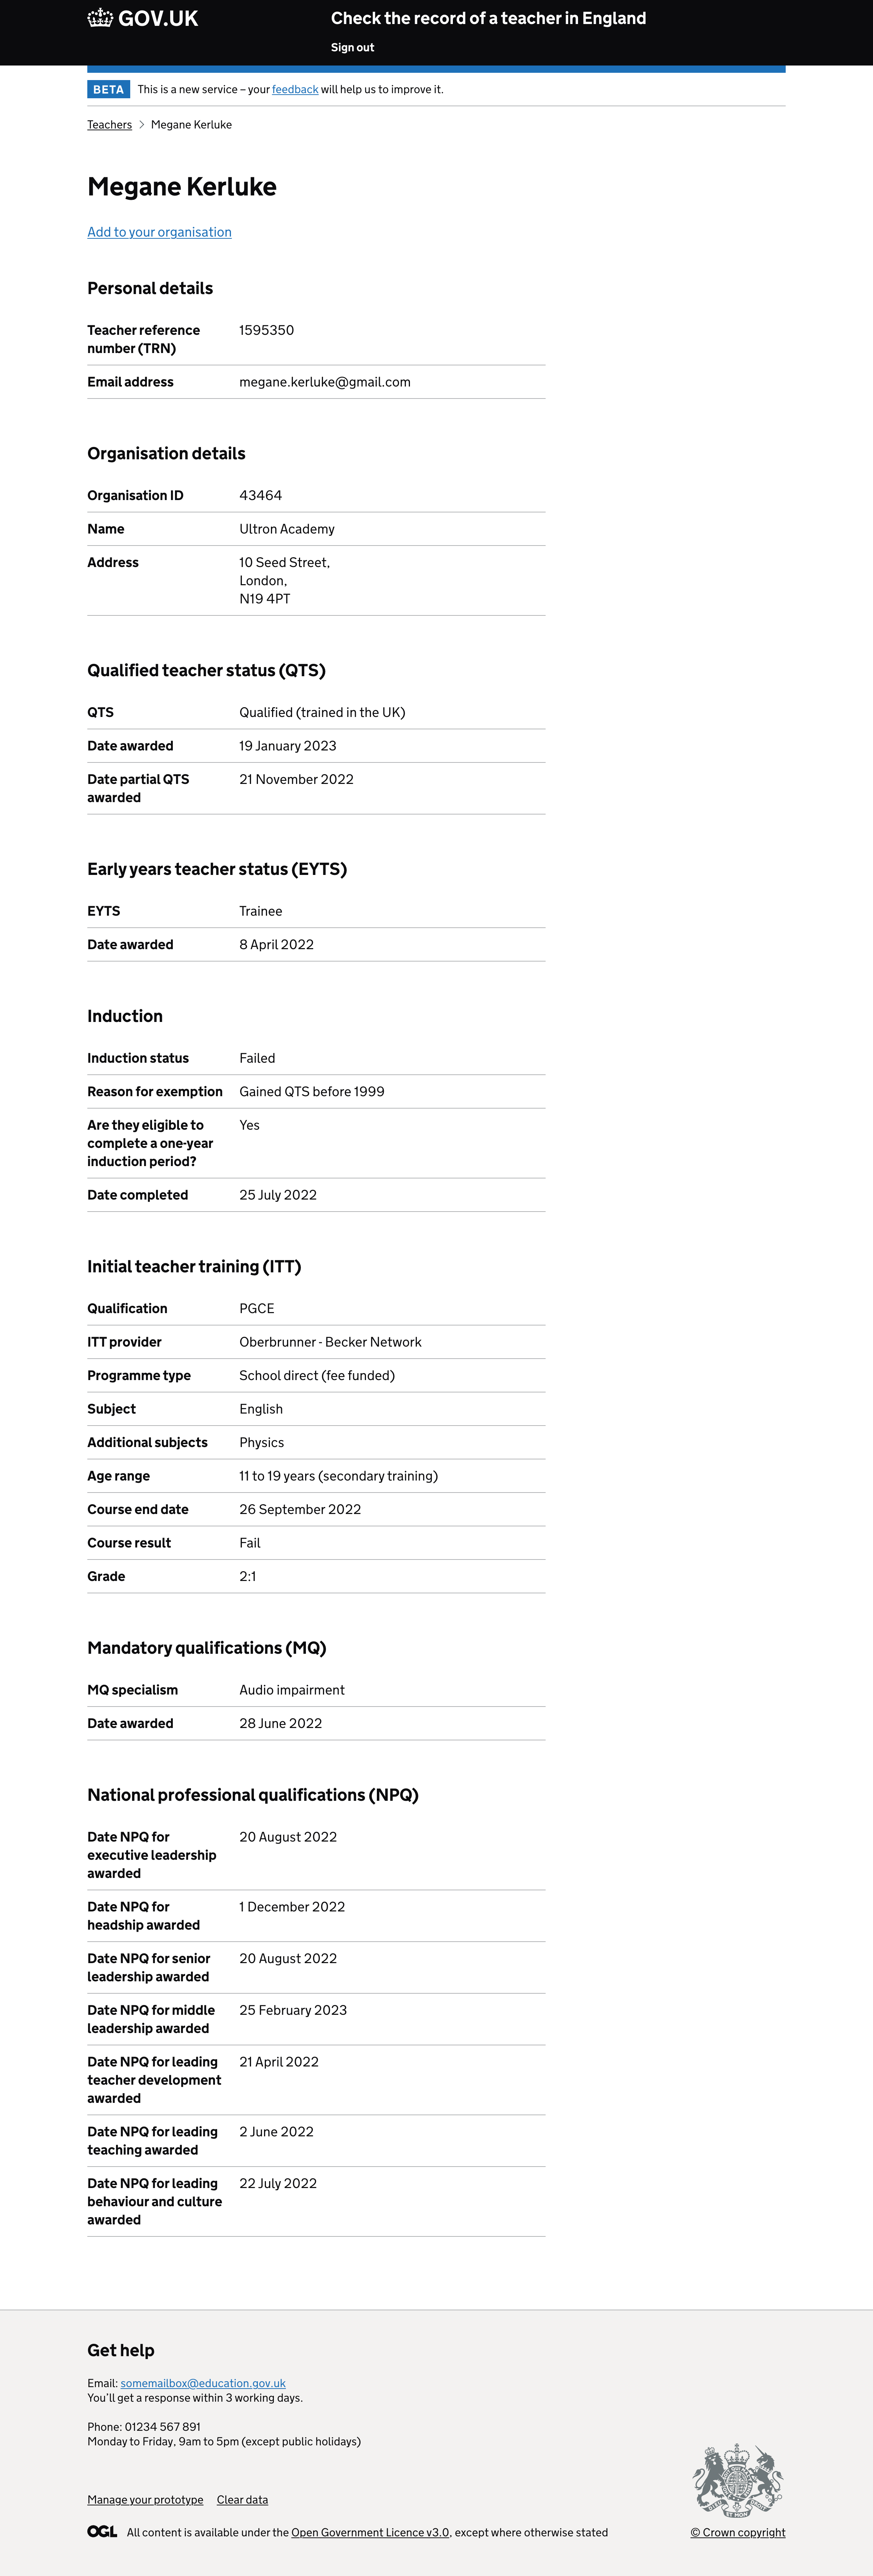 GOV.UK
Check the record of a teacher in England
Sign out
BETA This is a new service – your feedback will help us to improve it.
Teachers > Megane Kerluke
Megane Kerluke
Add to your organisation
Personal details
Teacher reference 1595350
number (TRN)
Email address megane.kerluke@gmail.com
Organisation details
Organisation ID 43464
Name Ultron Academy
Address 10 Seed Street,
London,
N19 4PT
Qualified teacher status (QTS)
QTS Qualified (trained in the UK)
Date awarded 19 January 2023
Date partial QTS 21 November 2022
awarded
Early years teacher status (EYTS)
EYTS Trainee
Date awarded 8 April 2022
Induction
Induction status Failed
Reason for exemption Gained QTS before 1999
Are they eligible to Yes
complete a one-year
induction period?
Date completed 25 July 2022
Initial teacher training (ITT)
Qualification PGCE
ITT provider Oberbrunner - Becker Network
Programme type School direct (fee funded)
Subject English
Additional subjects Physics
Age range 11 to 19 years (secondary training)
Course end date 26 September 2022
Course result Fail
Grade 2:1
Mandatory qualifications (MQ)
MQ specialism Audio impairment
Date awarded 28 June 2022
National professional qualifications (NPQ)
Date NPQ for 20 August 2022
executive leadership
awarded
Date NPQ for 1 December 2022
headship awarded
Date NPQ for senior 20 August 2022
leadership awarded
Date NPQ for middle 25 February 2023
leadership awarded
Date NPQ for leading 21 April 2022
teacher development
awarded
Date NPQ for leading 2 June 2022
teaching awarded
Date NPQ for leading 22 July 2022
behaviour and culture
awarded
Get help
Email: somemailbox@education.gov.uk
You'll get a response within 3 working days.
Phone: 01234 567 891
Monday to Friday, 9am to 5pm (except public holidays)
Manage your prototype Clear data
OGL All content is available under the Open Government Licence v3.0, except where otherwise stated
© Crown copyright